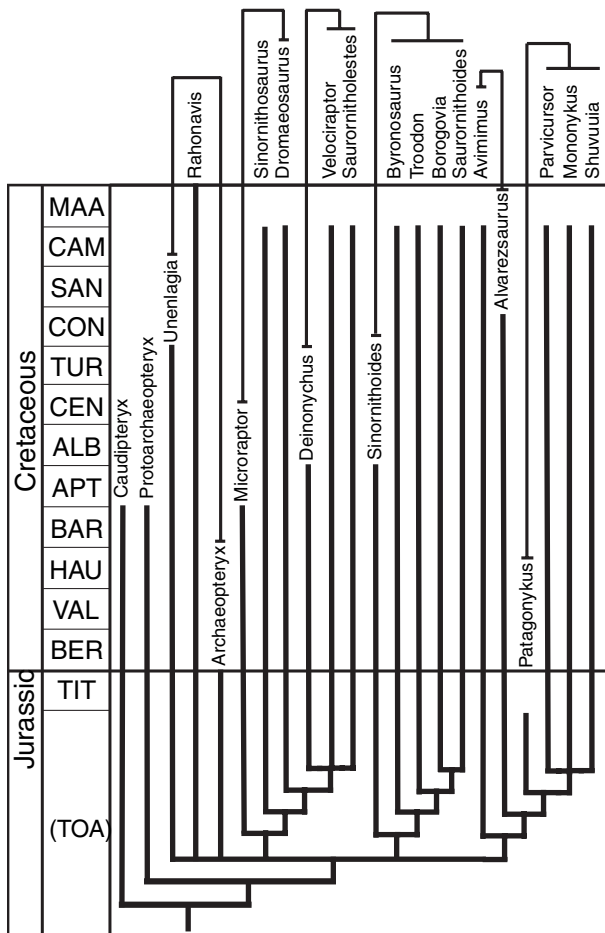 Rahonavis
Sinornithosaurus
Dromaeosaurus
Velociraptor
Saurornitholestes
Byronosaurus
Troodon
Borogovia
Saurornithoides
Avimimus
Parvicursor
Mononykus
Shuvuuia
Cretaceous
MAA
CAM
SAN
CON
TUR
CEN
ALB
APT
BAR
HAU
VAL
BER
Caudipteryx
Protoarchaeopteryx
Unenlagia
Archaeopteryx
Microraptor
Deinonychus
Sinornithoides
Alvarezsaurus
Patagonykus
Jurassic
TIT
(TOA)